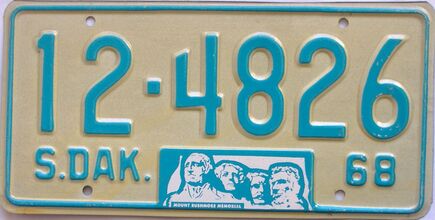 12·4826
S.DAK. 68
MOUNT RUSHMORE MEMORIAL